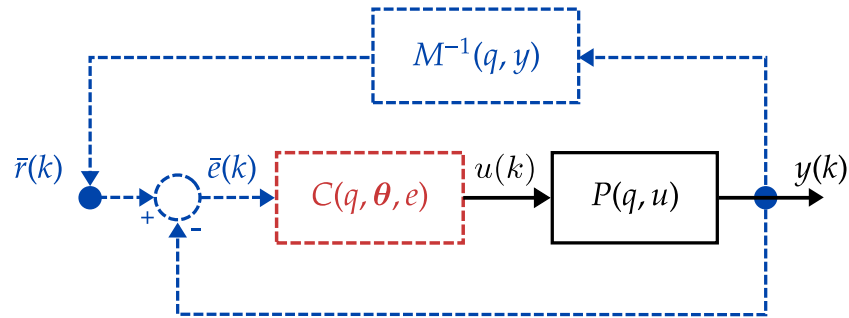 M⁻¹(q, y)
r̄(k)
ē(k)
C(q, θ, e)
u(k)
P(q, u)
y(k)
+
-